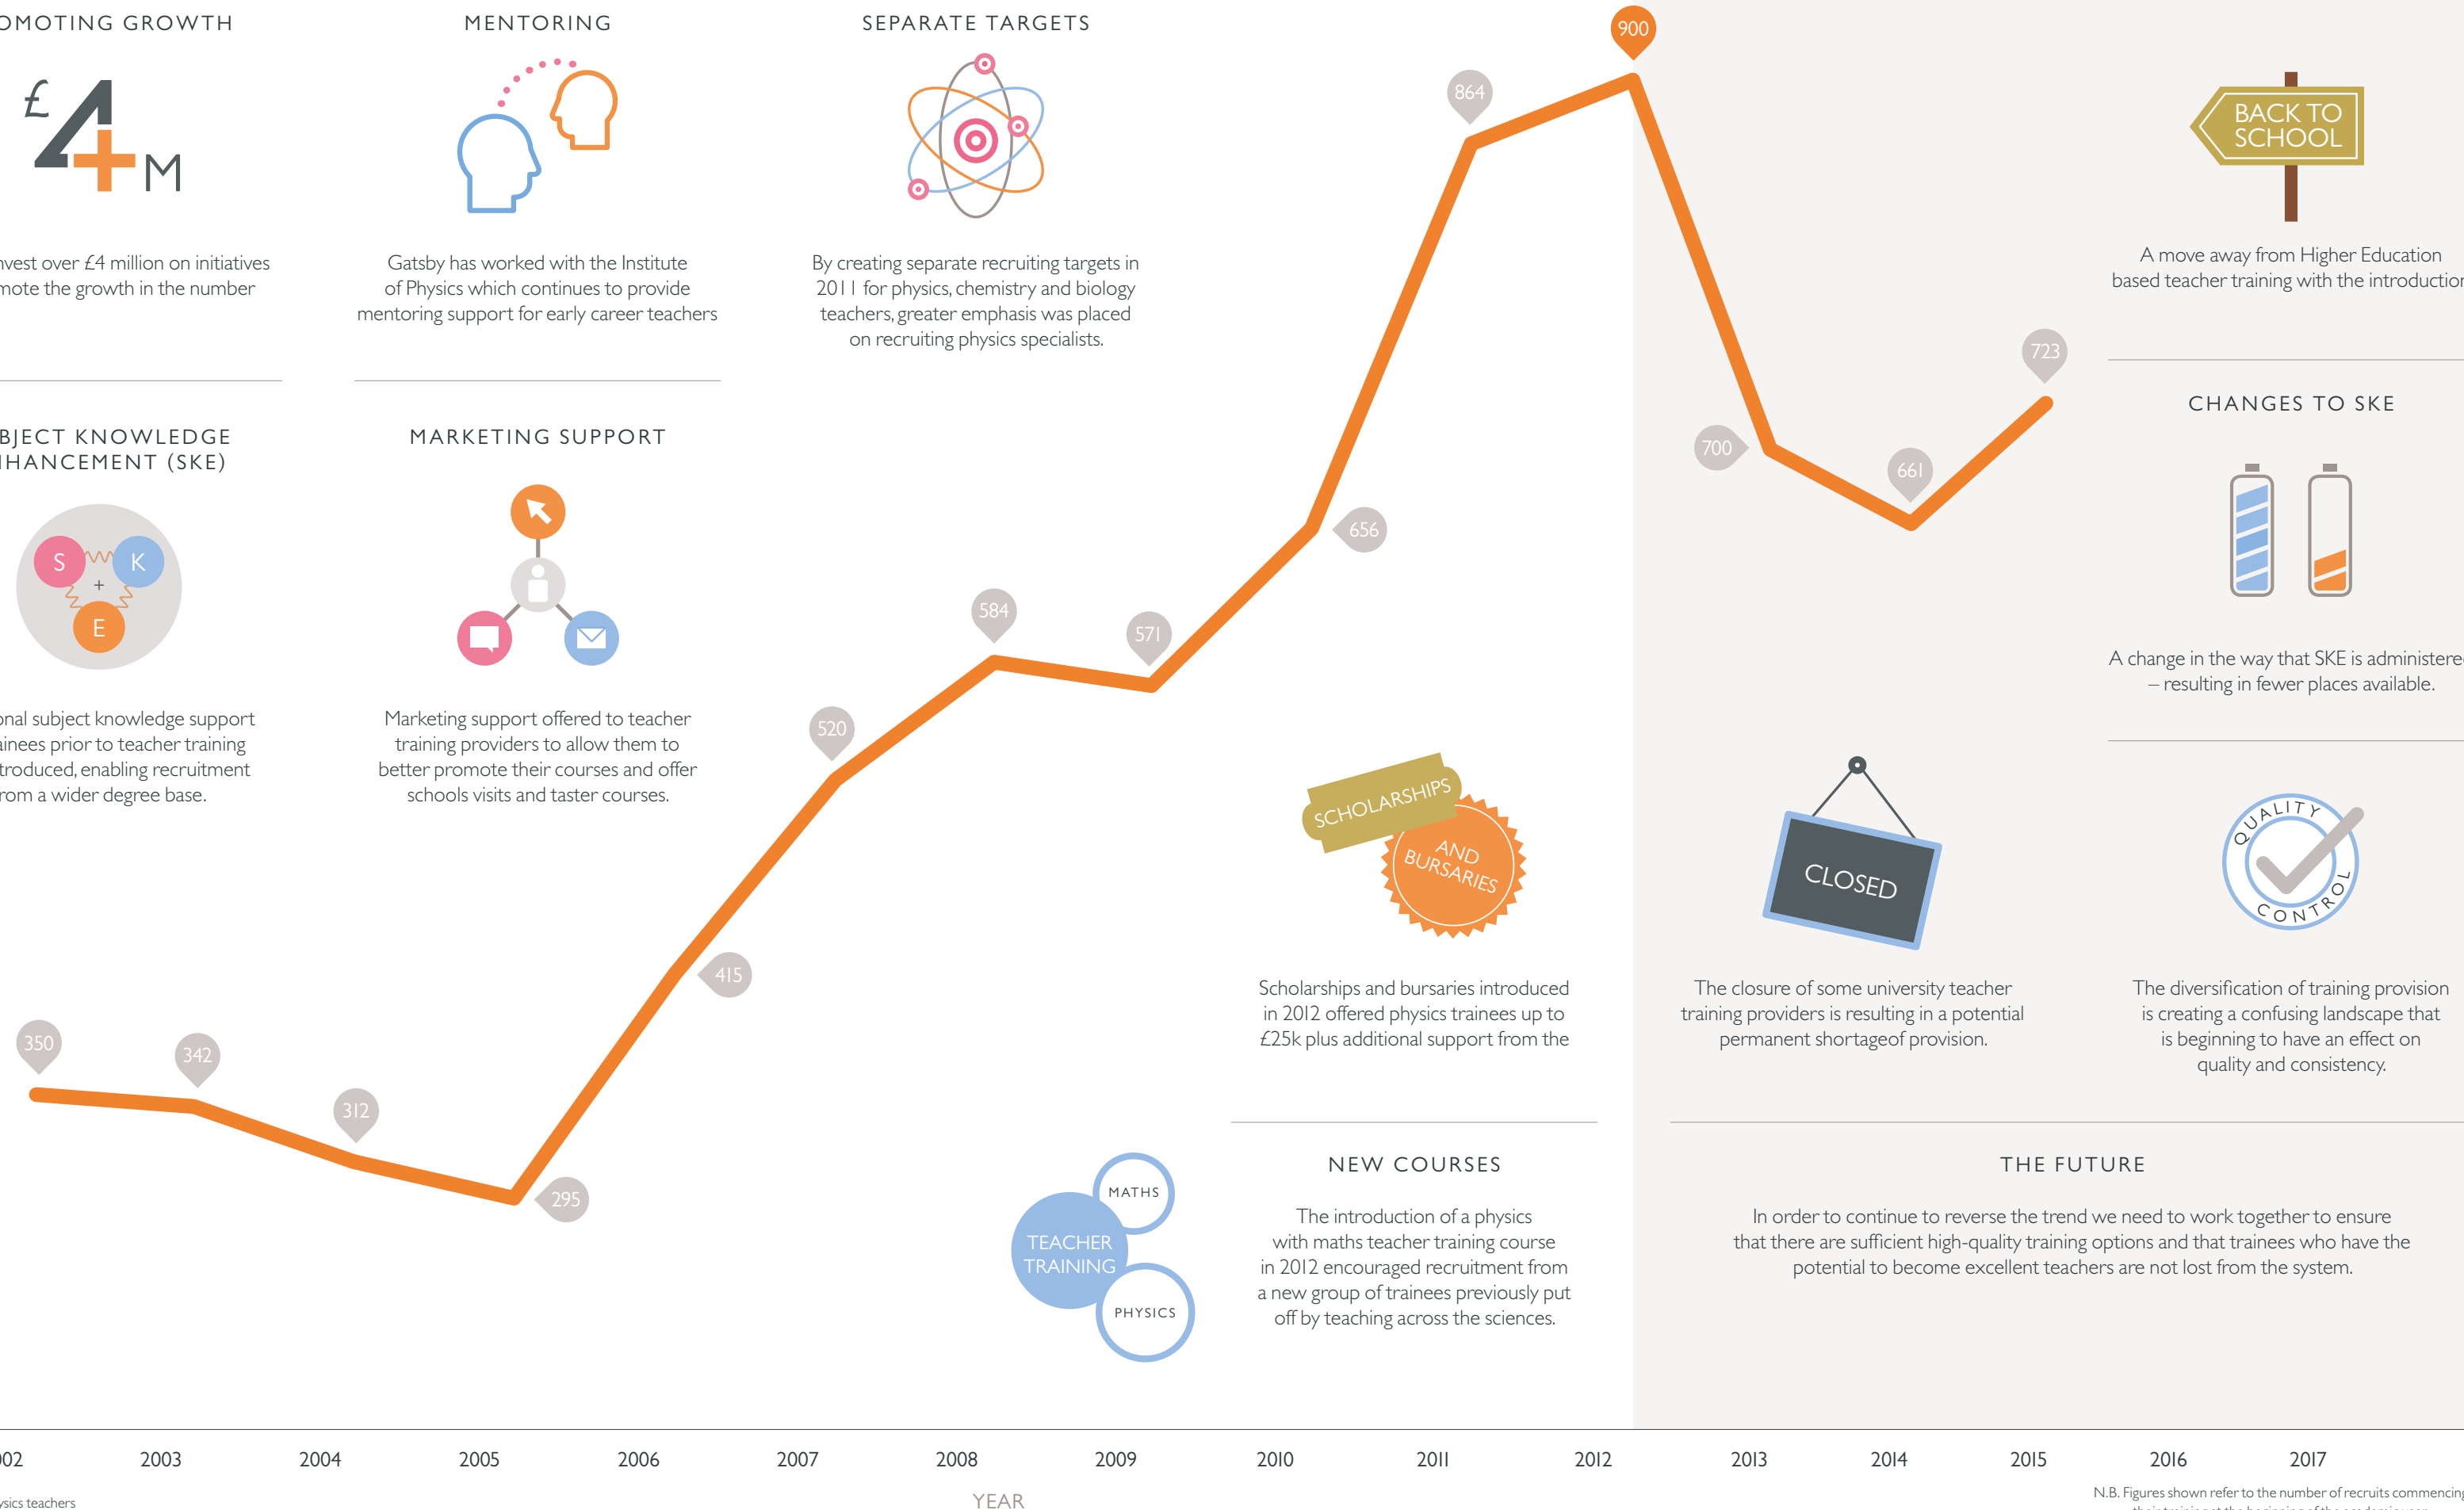 OMOTING GROWTH
£4+M
nvest over £4 million on initiatives
mote the growth in the number
BJECT KNOWLEDGE
HANCEMENT (SKE)
S
K
+
E
onal subject knowledge support
ainees prior to teacher training
troduced, enabling recruitment
rom a wider degree base.
MENTORING
Gatsby has worked with the Institute
of Physics which continues to provide
mentoring support for early career teachers
MARKETING SUPPORT
Marketing support offered to teacher
training providers to allow them to
better promote their courses and offer
schools visits and taster courses.
SEPARATE TARGETS
By creating separate recruiting targets in
2011 for physics, chemistry and biology
teachers, greater emphasis was placed
on recruiting physics specialists.
350
342
312
295
415
520
584
571
656
864
900
700
661
723
SCHOLARSHIPS
AND
BURSARIES
Scholarships and bursaries introduced
in 2012 offered physics trainees up to
£25k plus additional support from the
MATHS
TEACHER
TRAINING
PHYSICS
NEW COURSES
The introduction of a physics
with maths teacher training course
in 2012 encouraged recruitment from
a new group of trainees previously put
off by teaching across the sciences.
BACK TO
SCHOOL
A move away from Higher Education
based teacher training with the introduction
CHANGES TO SKE
A change in the way that SKE is administered
– resulting in fewer places available.
CLOSED
The closure of some university teacher
training providers is resulting in a potential
permanent shortageof provision.
QUALITY
CONTROL
The diversification of training provision
is creating a confusing landscape that
is beginning to have an effect on
quality and consistency.
THE FUTURE
In order to continue to reverse the trend we need to work together to ensure
that there are sufficient high-quality training options and that trainees who have the
potential to become excellent teachers are not lost from the system.
002 2003 2004 2005 2006 2007 2008 2009 2010 2011 2012 2013 2014 2015 2016 2017
YEAR
ysics teachers
N.B. Figures shown refer to the number of recruits commencing
their training at the beginning of the academic year